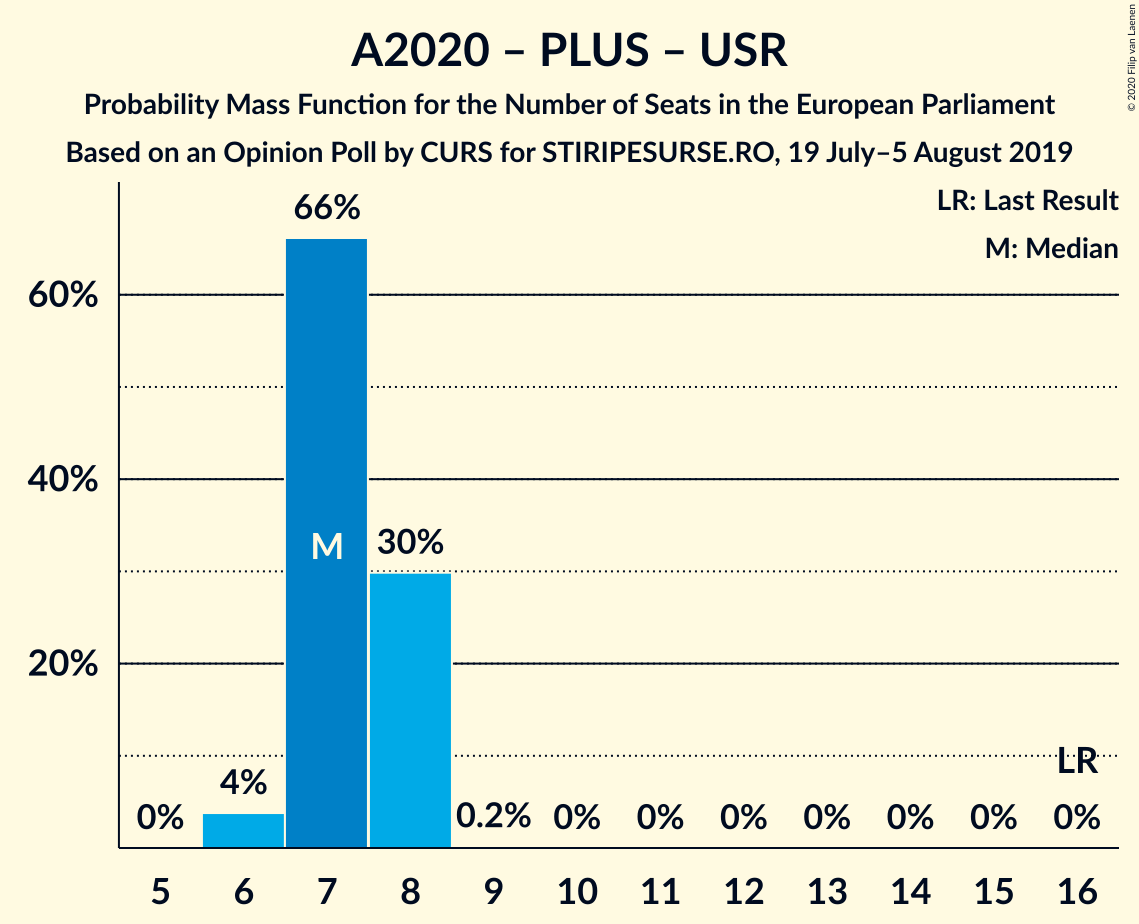 A2020 – PLUS – USR
Probability Mass Function for the Number of Seats in the European Parliament
Based on an Opinion Poll by CURS for STIRIPESURSE.RO, 19 July–5 August 2019
© 2020 Filip van Laenen
LR: Last Result
M: Median
66%
60%
40%
M
30%
20%
LR
0%
4%
0.2%
0%
0%
0%
0%
0%
0%
0%
5 6 7 8 9 10 11 12 13 14 15 16